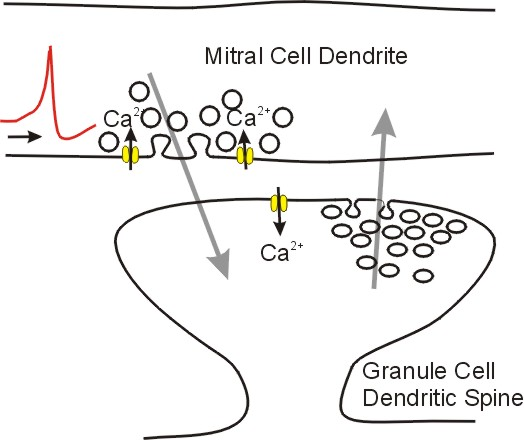 Mitral Cell Dendrite
Ca²⁺ Ca²⁺
Ca²⁺
Granule Cell
Dendritic Spine